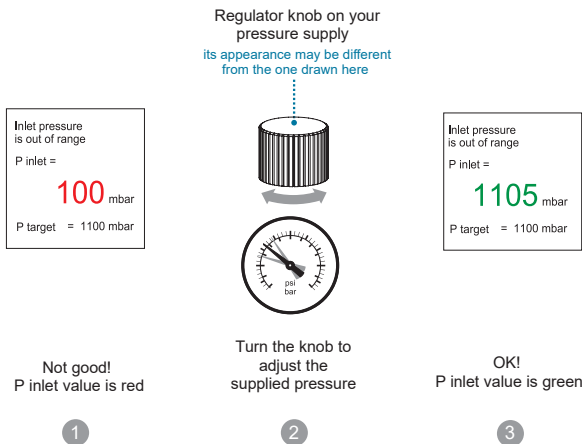 Regulator knob on your
pressure supply
its appearance may be different
from the one drawn here
Inlet pressure
is out of range
P inlet =
100 mbar
P target = 1100 mbar
psi
bar
Inlet pressure
is out of range
P inlet =
1105 mbar
P target = 1100 mbar
Not good!
P inlet value is red
Turn the knob to
adjust the
supplied pressure
OK!
P inlet value is green
1
2
3